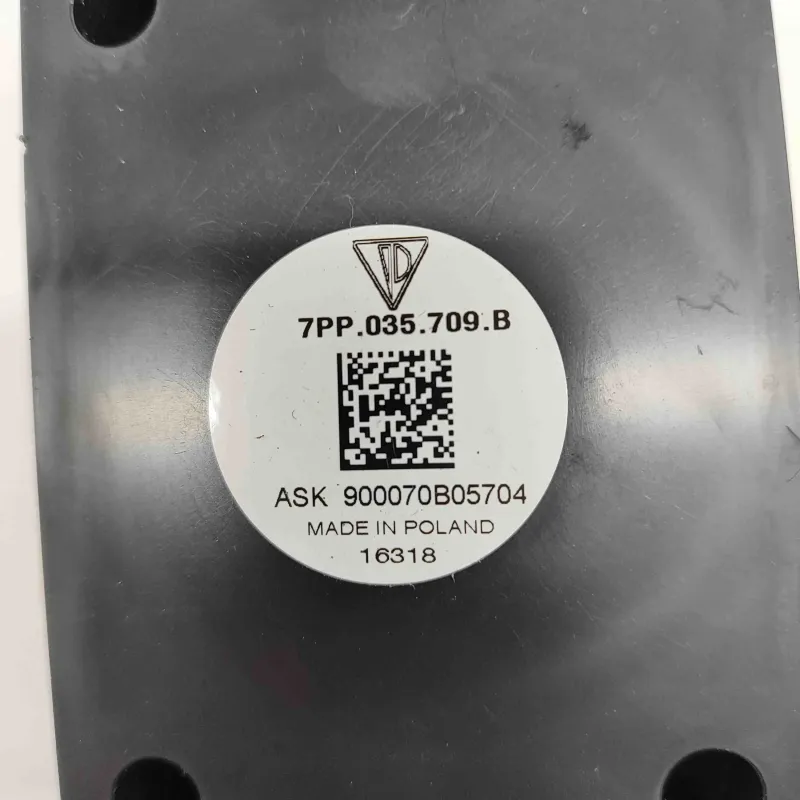 7PP.035.709.B
ASK 900070B05704
MADE IN POLAND
16318